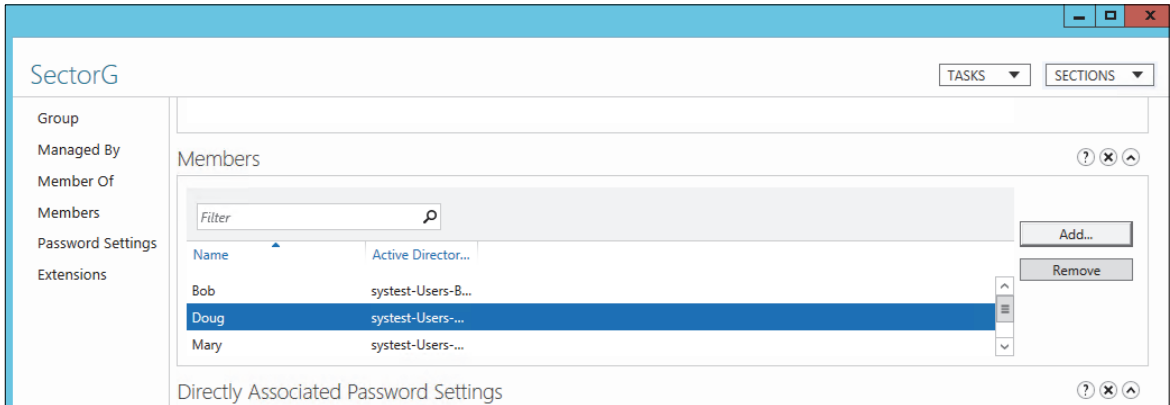 SectorG
TASKS
SECTIONS
Group
Managed By
Member Of
Members
Password Settings
Extensions
Members
Filter
Name Active Director...
Bob systest-Users-B...
Doug systest-Users-...
Mary systest-Users-...
Add...
Remove
Directly Associated Password Settings